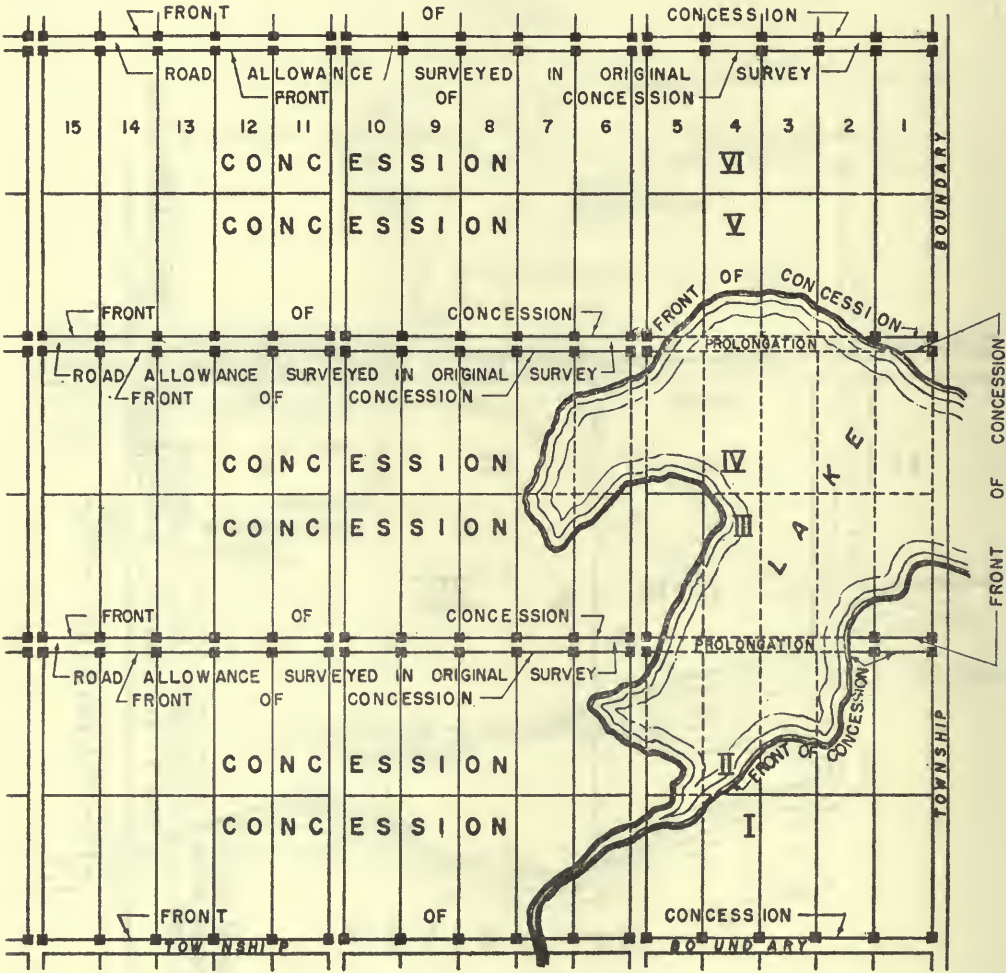 FRONT OF CONCESSION
ROAD ALLOWANCE SURVEYED IN ORIGINAL SURVEY
FRONT OF CONCESSION
15 14 13 12 11 10 9 8 7 6 5 4 3 2 1
CONCESSION VI
CONCESSION V
BOUNDARY
FRONT OF CONCESSION
FRONT OF CONCESSION
PROLONGATION
ROAD ALLOWANCE SURVEYED IN ORIGINAL SURVEY
FRONT OF CONCESSION
FRONT OF CONCESSION
CONCESSION IV
CONCESSION III
LAKE
FRONT OF CONCESSION
PROLONGATION
ROAD ALLOWANCE SURVEYED IN ORIGINAL SURVEY
FRONT OF CONCESSION
FRONT OF CONCESSION
CONCESSION II
CONCESSION I
TOWNSHIP
FRONT OF CONCESSION
TOWNSHIP BOUNDARY